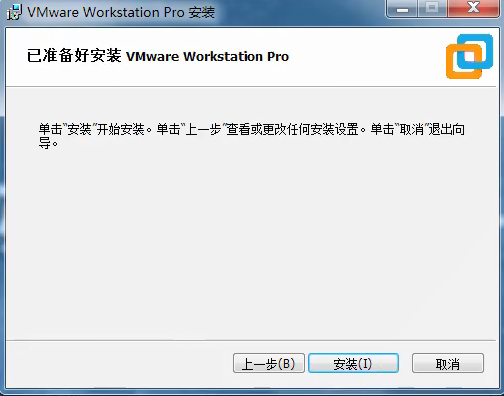 VMware Workstation Pro 安装
已准备好安装 VMware Workstation Pro
单击“安装”开始安装。单击“上一步”查看或更改任何安装设置。单击“取消”退出向
导。
上一步(B) 安装(I) 取消